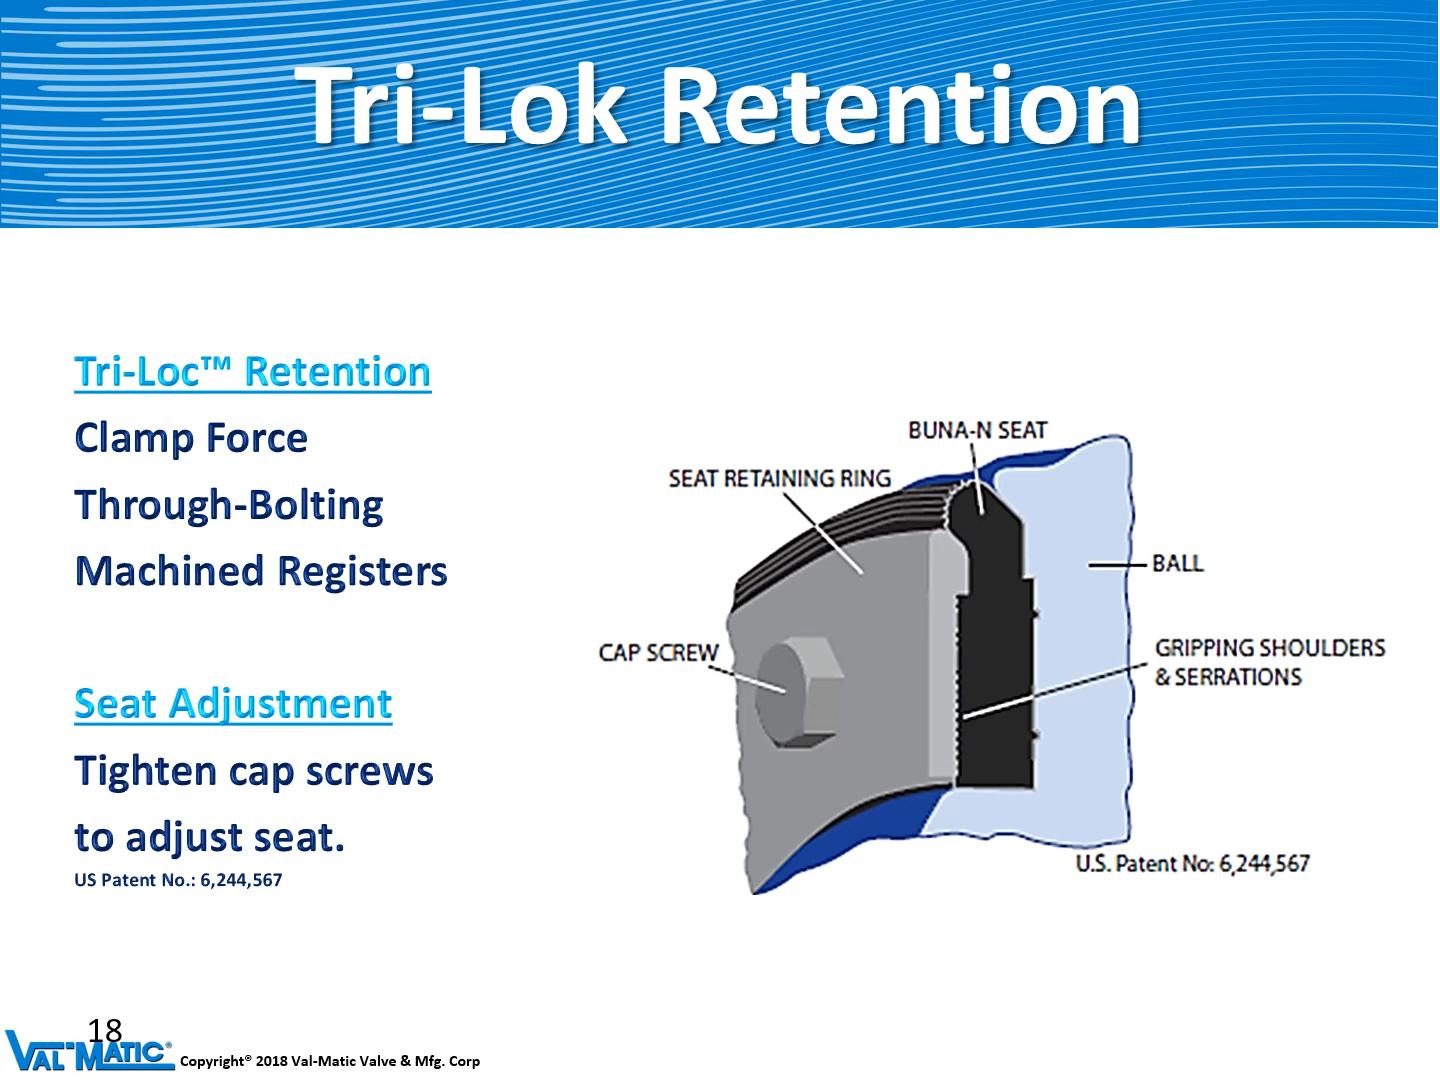 Tri-Lok Retention
Tri-Loc™ Retention
Clamp Force
Through-Bolting
Machined Registers
Seat Adjustment
Tighten cap screws
to adjust seat.
US Patent No.: 6,244,567
BUNA-N SEAT
SEAT RETAINING RING
BALL
CAP SCREW
GRIPPING SHOULDERS
& SERRATIONS
U.S. Patent No: 6,244,567
18
VAL-MATIC®
Copyright® 2018 Val-Matic Valve & Mfg. Corp